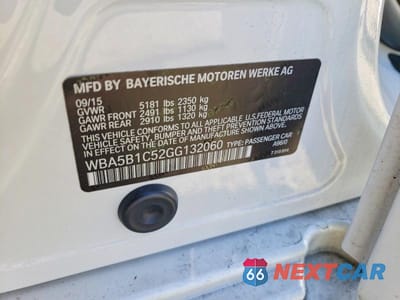 MFD BY BAYERISCHE MOTOREN WERKE AG
09/15
GVWR 5181 lbs 2350 kg
GAWR FRONT 2491 lbs 1130 kg
GAWR REAR 2910 lbs 1320 kg
THIS VEHICLE CONFORMS TO ALL APPLICABLE U.S.FEDERAL MOTOR
VEHICLE SAFETY, BUMPER, AND THEFT PREVENTION STANDARDS
IN EFFECT ON THE DATE OF MANUFACTURE SHOWN ABOVE.
WBA5B1C52GG132060 TYPE: PASSENGER CAR
A96/0
66 NEXTCAR